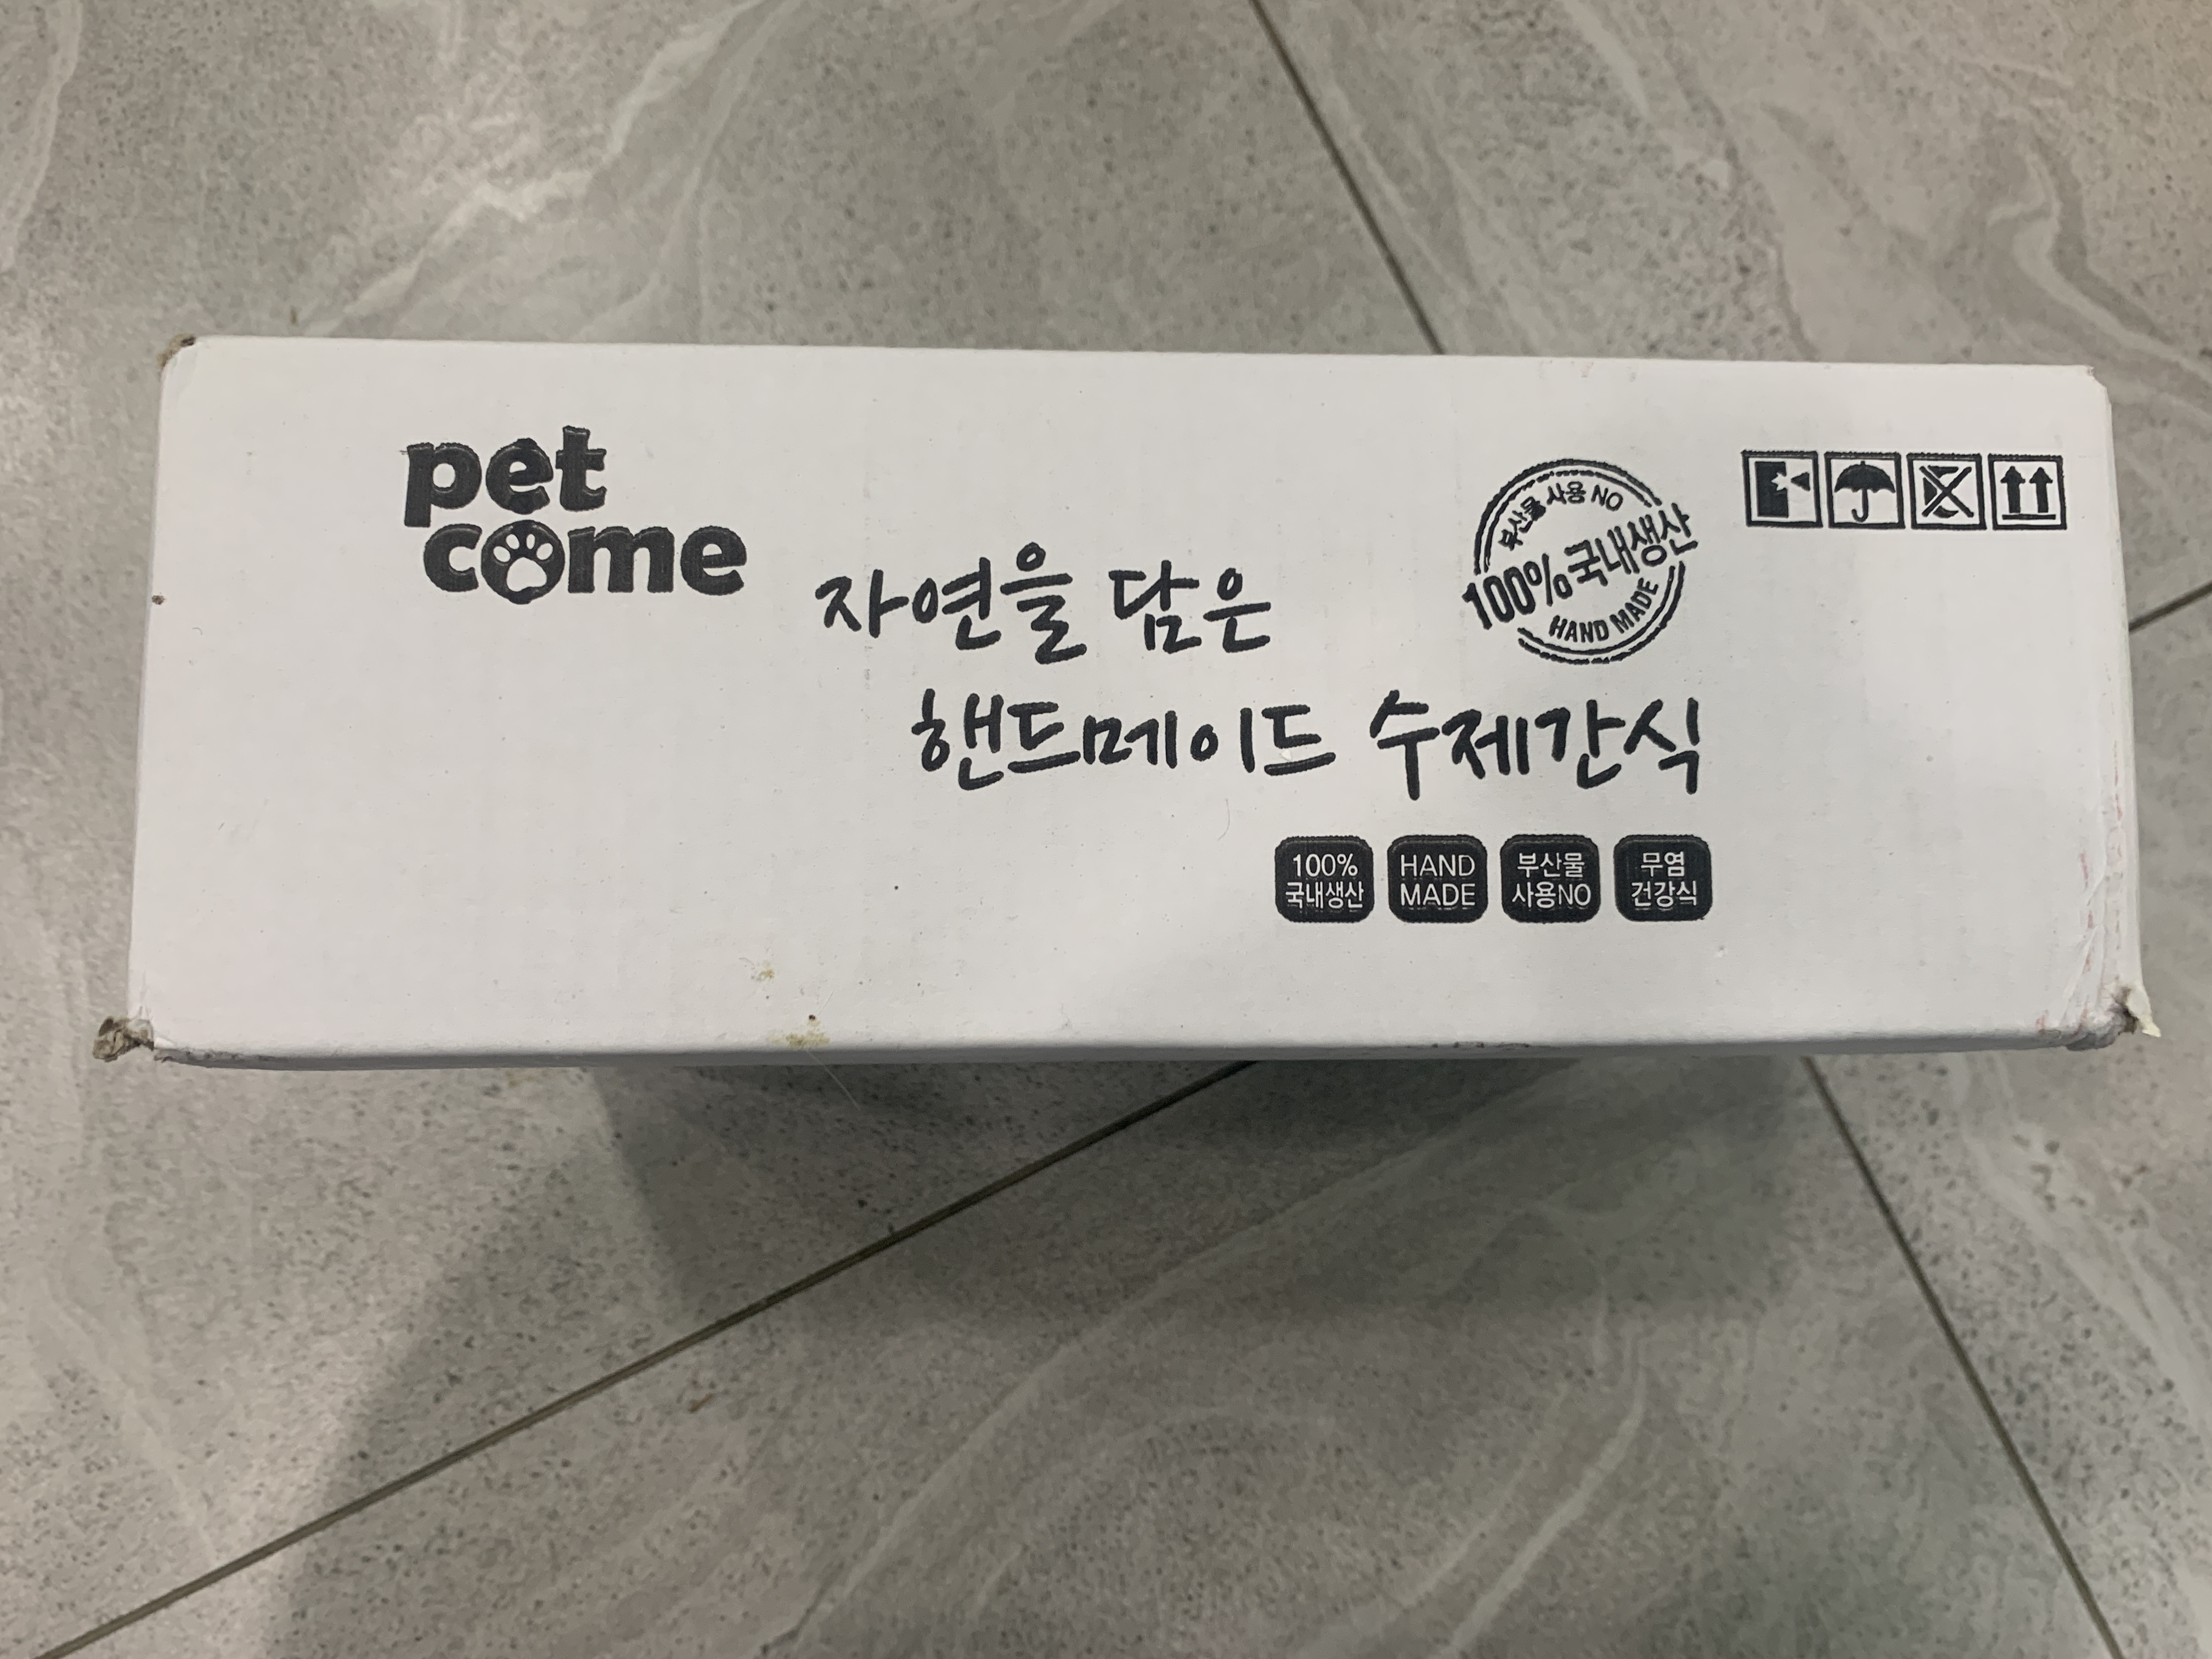 pet
come
자연을 담은
핸드메이드 수제간식
부산물 사용 NO
100% 국내생산
HAND MADE
100%
국내생산
HAND
MADE
부산물
사용NO
무염
건강식